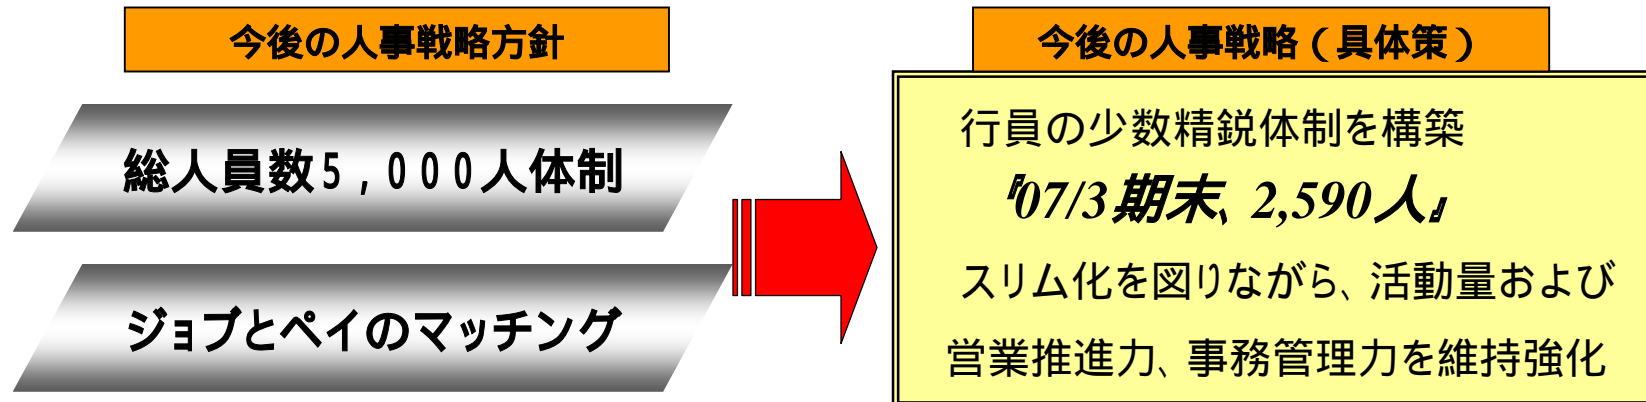 今後の人事戦略方針
総人員数5,000人体制
ジョブとペイのマッチング
今後の人事戦略(具体策)
行員の少数精鋭体制を構築
『07/3期末、2,590人』
スリム化を図りながら、活動量および
営業推進力、事務管理力を維持強化